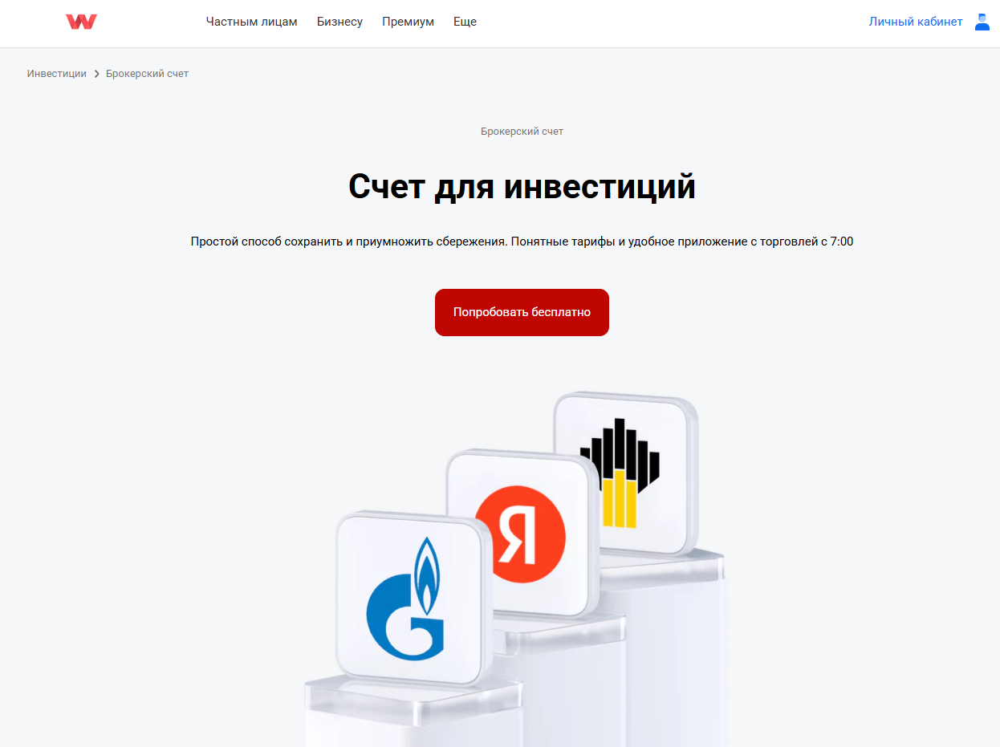 Частным лицам Бизнесу Премиум Еще Личный кабинет
Инвестиции Брокерский счет
Брокерский счет
Счет для инвестиций
Простой способ сохранить и приумножить сбережения. Понятные тарифы и удобное приложение с торговлей с 7:00
Попробовать бесплатно
Я